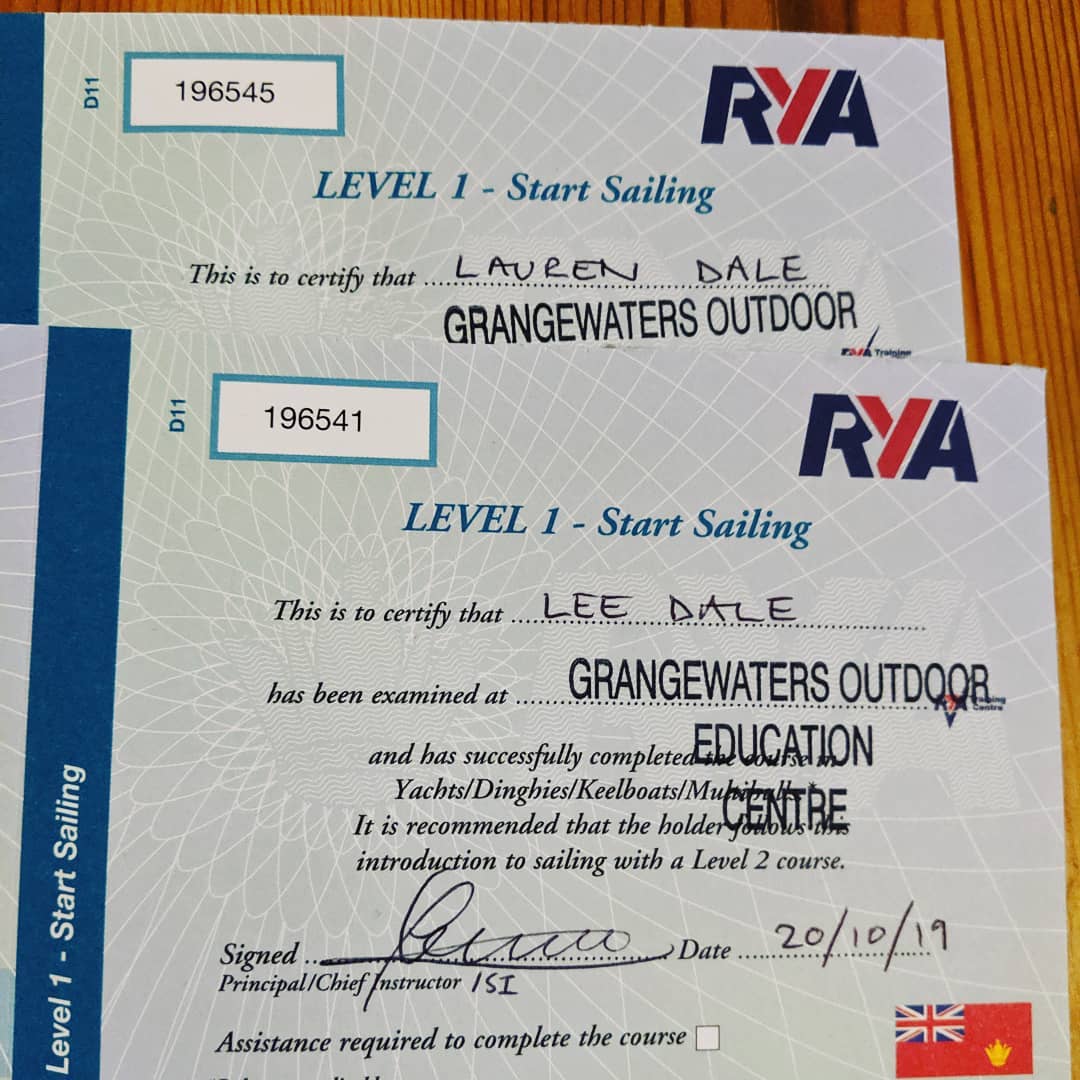 D11
196545
RYA
LEVEL 1 - Start Sailing
This is to certify that ... LAUREN DALE
GRANGEWATERS OUTDOOR
RYA Training
D11
196541
RYA
LEVEL 1 - Start Sailing
This is to certify that ... LEE DALE
has been examined at ... GRANGEWATERS OUTDOOR
RYA Training
Centre
EDUCATION
and has successfully completed the course in
Yachts/Dinghies/Keelboats/Multihulls *
CENTRE
It is recommended that the holder follows this
introduction to sailing with a Level 2 course.
Signed ... Date ... 20/10/19
Principal/Chief Instructor / SI
Assistance required to complete the course
Level 1 - Start Sailing